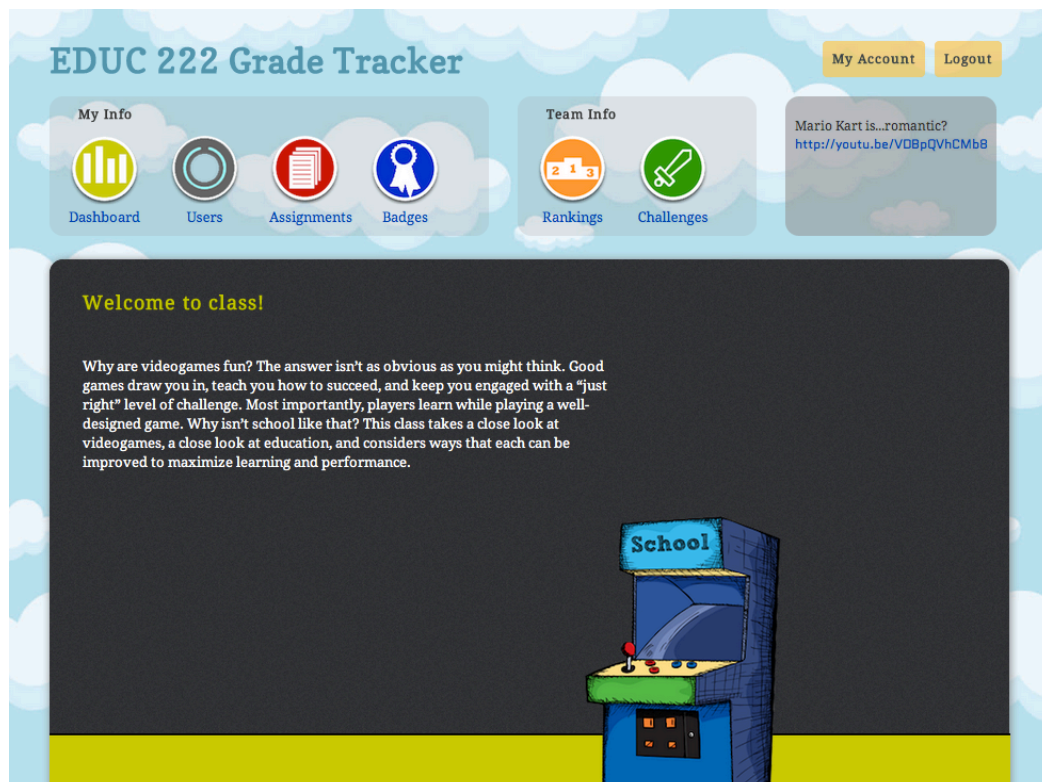 EDUC 222 Grade Tracker
My Account
Logout
My Info
Dashboard
Users
Assignments
Badges
Team Info
2 1 3
Rankings
Challenges
Mario Kart is...romantic?
http://youtu.be/VDBpQVhCMb8
Welcome to class!
Why are videogames fun? The answer isn’t as obvious as you might think. Good
games draw you in, teach you how to succeed, and keep you engaged with a “just
right” level of challenge. Most importantly, players learn while playing a well-
designed game. Why isn’t school like that? This class takes a close look at
videogames, a close look at education, and considers ways that each can be
improved to maximize learning and performance.
School